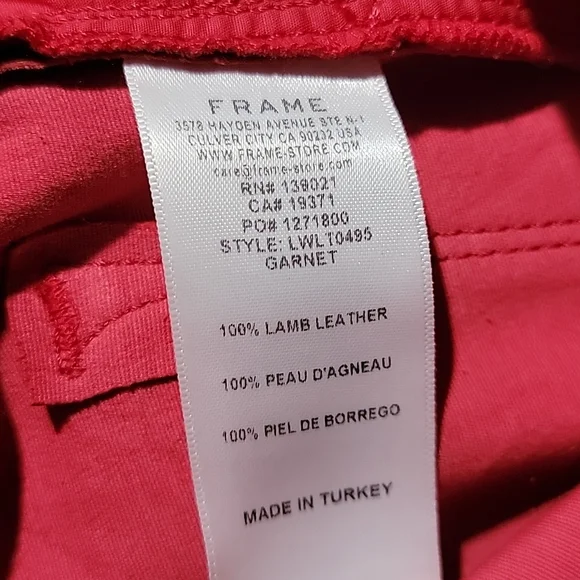 FRAME
3578 HAYDEN AVENUE STE N-1
CULVER CITY CA 90232 USA
WWW.FRAME-STORE.COM
care@frame-store.com
RN# 139021
CA# 19371
PO# 1271800
STYLE: LWLT0495
GARNET
100% LAMB LEATHER
100% PEAU D'AGNEAU
100% PIEL DE BORREGO
MADE IN TURKEY